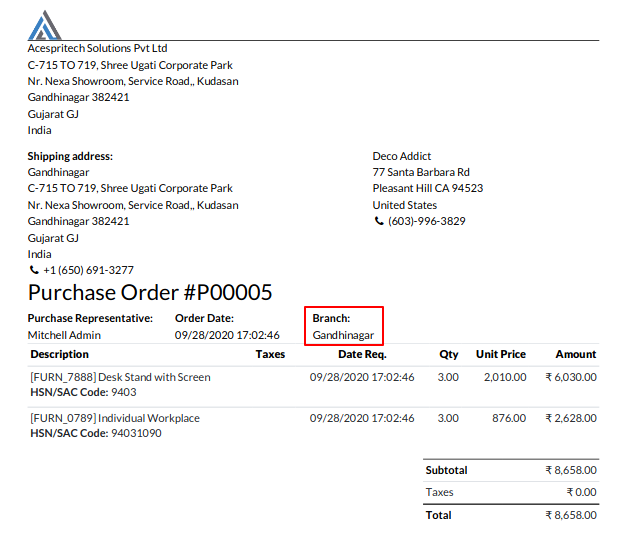 Acespritech Solutions Pvt Ltd
C-715 TO 719, Shree Ugati Corporate Park
Nr. Nexa Showroom, Service Road,, Kudasan
Gandhinagar 382421
Gujarat GJ
India
Shipping address:
Gandhinagar
C-715 TO 719, Shree Ugati Corporate Park
Nr. Nexa Showroom, Service Road,, Kudasan
Gandhinagar 382421
Gujarat GJ
India
+1 (650) 691-3277
Deco Addict
77 Santa Barbara Rd
Pleasant Hill CA 94523
United States
(603)-996-3829
Purchase Order #P00005
Purchase Representative: Order Date: Branch:
Mitchell Admin 09/28/2020 17:02:46 Gandhinagar
Description Taxes Date Req. Qty Unit Price Amount
[FURN_7888] Desk Stand with Screen 09/28/2020 17:02:46 3.00 2,010.00 ₹ 6,030.00
HSN/SAC Code: 9403
[FURN_0789] Individual Workplace 09/28/2020 17:02:46 3.00 876.00 ₹ 2,628.00
HSN/SAC Code: 94031090
Subtotal ₹ 8,658.00
Taxes ₹ 0.00
Total ₹ 8,658.00